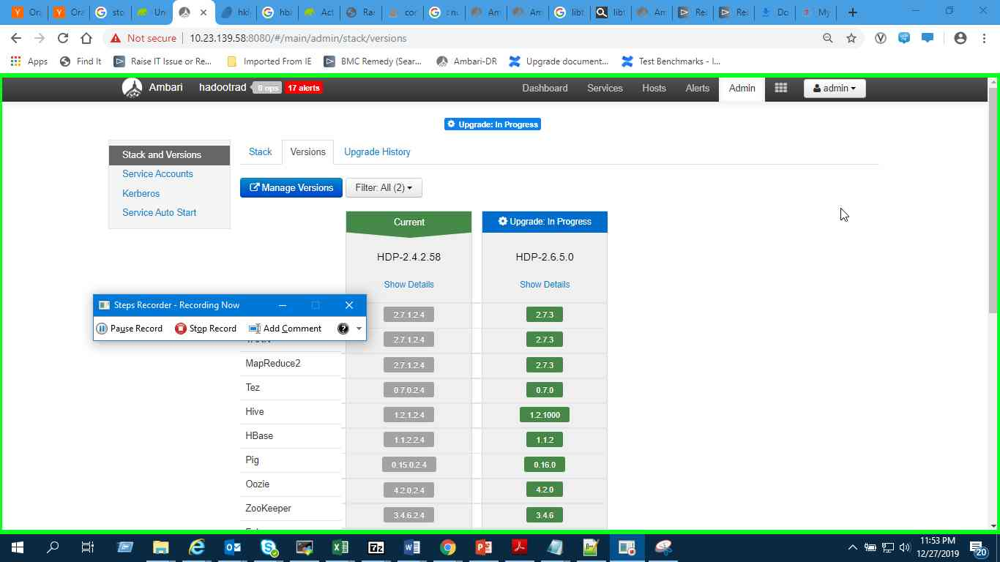 Ora
Ora
sto
Un
hkl
hba
Act
Ra
cor
Am
Am
libt
libt
Am
Re
Re
Do
My
Not secure 10.23.139.58:8080/#/main/admin/stack/versions
Apps Find It Raise IT Issue or Re... Imported From IE BMC Remedy (Sear... Ambari-DR Upgrade document... Test Benchmarks - I...
Ambari hadootrad 0 ops 17 alerts Dashboard Services Hosts Alerts Admin admin
Upgrade: In Progress
Stack and Versions
Service Accounts
Kerberos
Service Auto Start
Stack Versions Upgrade History
Manage Versions Filter: All (2)
Current Upgrade: In Progress
HDP-2.4.2.58 HDP-2.6.5.0
Show Details Show Details
Steps Recorder - Recording Now
Pause Record Stop Record Add Comment
2.7.1.2.4 2.7.3
2.7.1.2.4 2.7.3
MapReduce2 2.7.1.2.4 2.7.3
Tez 0.7.0.2.4 0.7.0
Hive 1.2.1.2.4 1.2.1000
HBase 1.1.2.2.4 1.1.2
Pig 0.15.0.2.4 0.16.0
Oozie 4.2.0.2.4 4.2.0
ZooKeeper 3.4.6.2.4 3.4.6
11:53 PM
12/27/2019
20